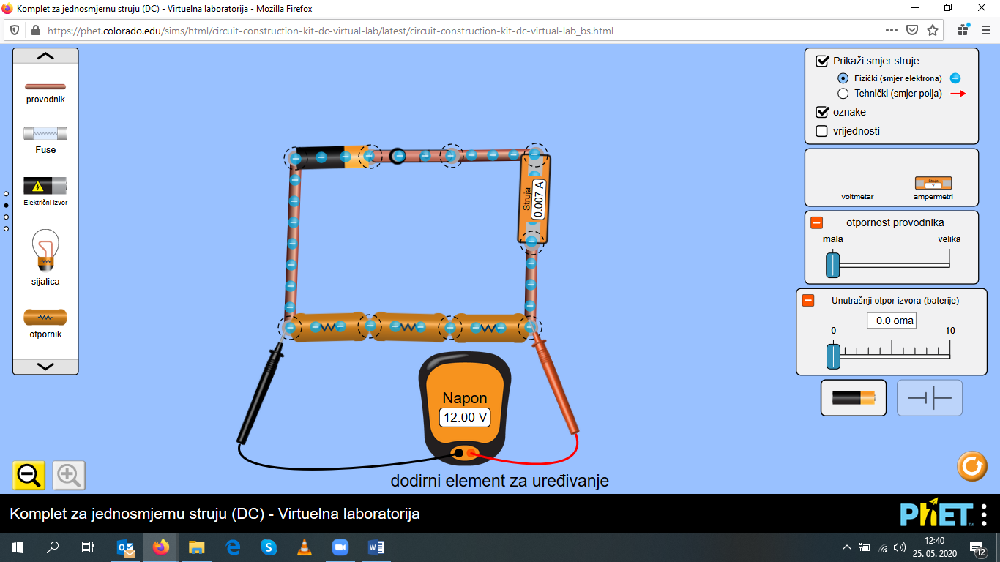 Komplet za jednosmjernu struju (DC) - Virtuelna laboratorija - Mozilla Firefox
https://phet.colorado.edu/sims/html/circuit-construction-kit-dc-virtual-lab/latest/circuit-construction-kit-dc-virtual-lab_bs.html
provodnik
Fuse
Električni izvor
sijalica
otpornik
Prikaži smjer struje
Fizički (smjer elektrona)
Tehnički (smjer polja)
oznake
vrijednosti
Struja
?
voltmetar
ampermetri
otpornost provodnika
mala
velika
Unutrašnji otpor izvora (baterije)
0.0 oma
0
10
Struja
0.007 A
Napon
12.00 V
dodirni element za uređivanje
Komplet za jednosmjernu struju (DC) - Virtuelna laboratorija
PhET
12:40
25. 05. 2020
12